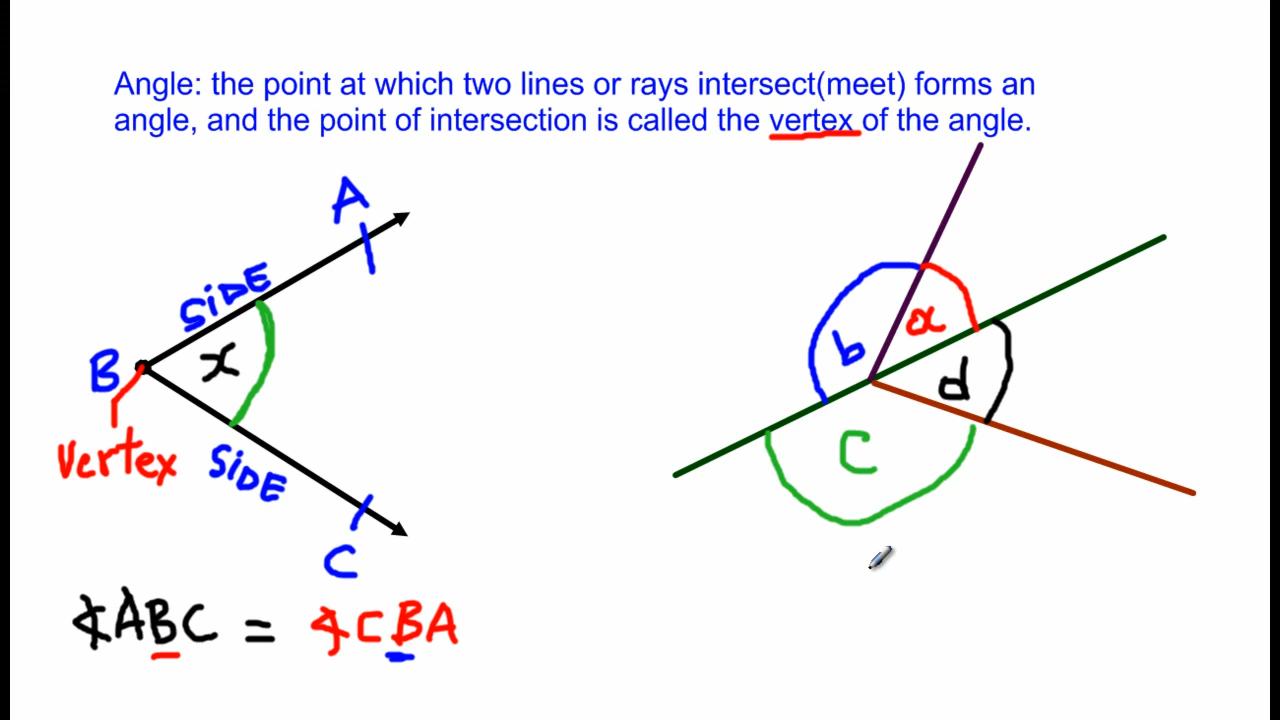 Angle: the point at which two lines or rays intersect(meet) forms an
angle, and the point of intersection is called the vertex of the angle.
A
SiDE
B
x
vertex
SiDE
C
∢ABC = ∢CBA
b
a
d
C